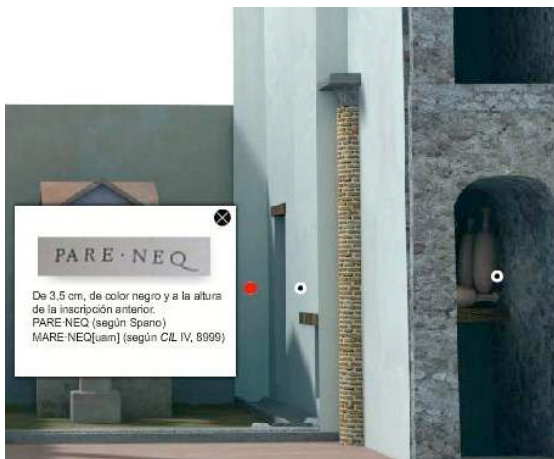 PARE·NEQ
De 3,5 cm, de color negro y a la altura
de la inscripción anterior.
PARE-NEQ (según Spano)
MARE-NEQ[uam] (según CIL IV, 8999)